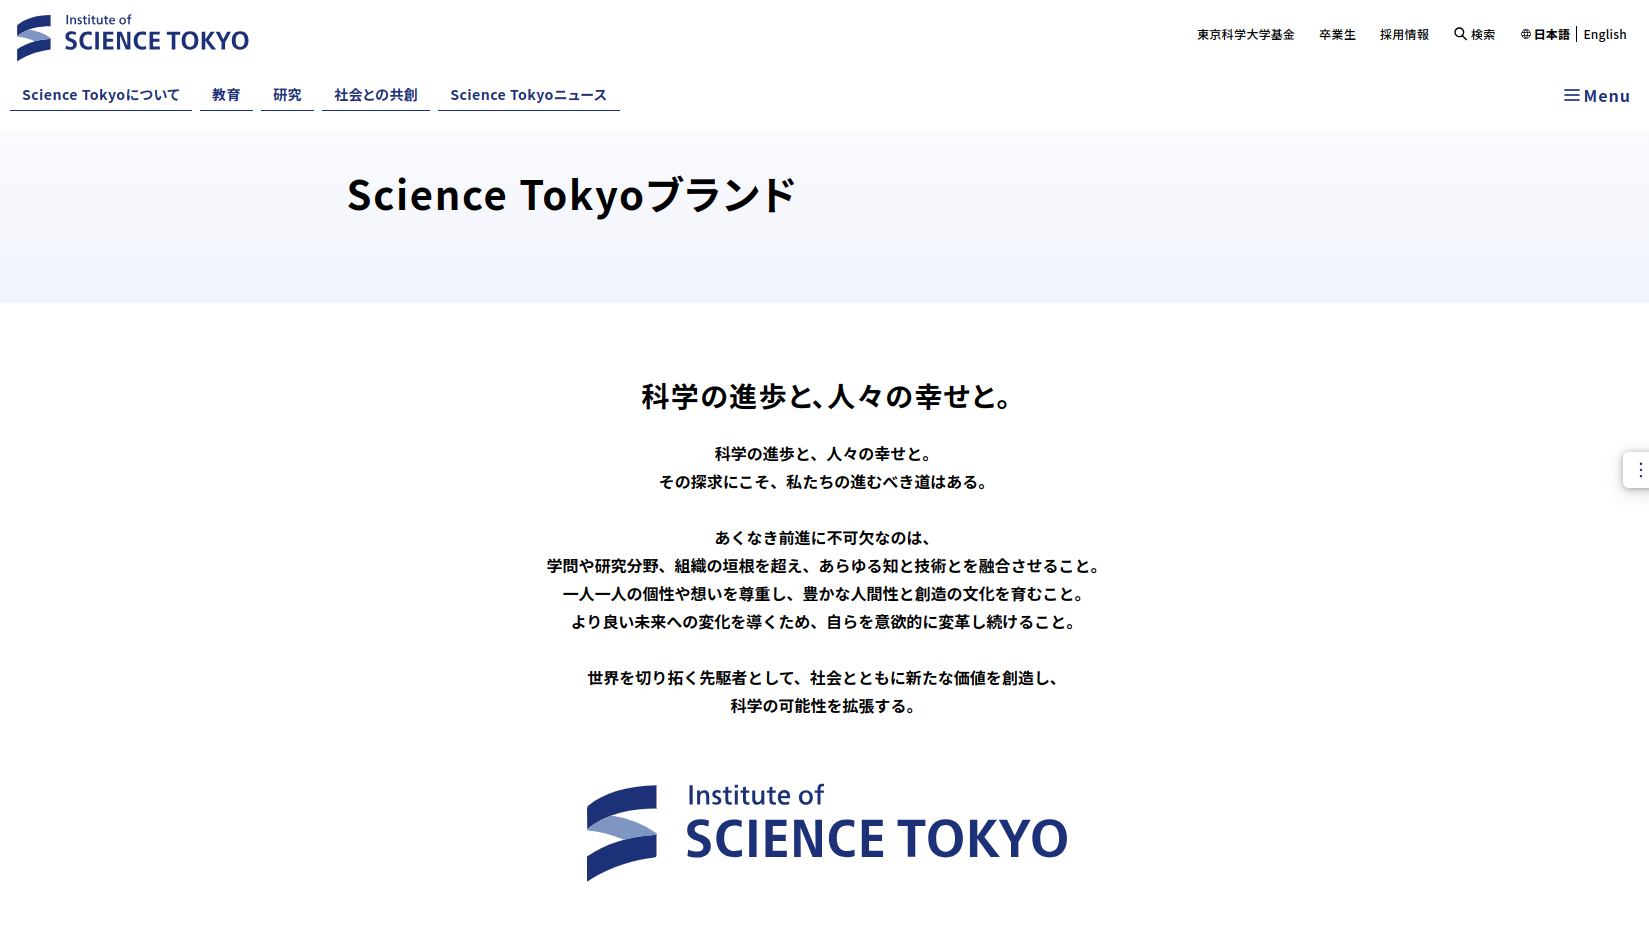 Institute of
SCIENCE TOKYO
東京科学大学基金 卒業生 採用情報 検索 日本語 English
Science Tokyoについて 教育 研究 社会との共創 Science Tokyoニュース Menu
Science Tokyoブランド
科学の進歩と、人々の幸せと。
科学の進歩と、人々の幸せと。
その探求にこそ、私たちの進むべき道はある。
あくなき前進に不可欠なのは、
学問や研究分野、組織の垣根を超え、あらゆる知と技術とを融合させること。
一人一人の個性や想いを尊重し、豊かな人間性と創造の文化を育むこと。
より良い未来への変化を導くため、自らを意欲的に変革し続けること。
世界を切り拓く先駆者として、社会とともに新たな価値を創造し、
科学の可能性を拡張する。
Institute of
SCIENCE TOKYO